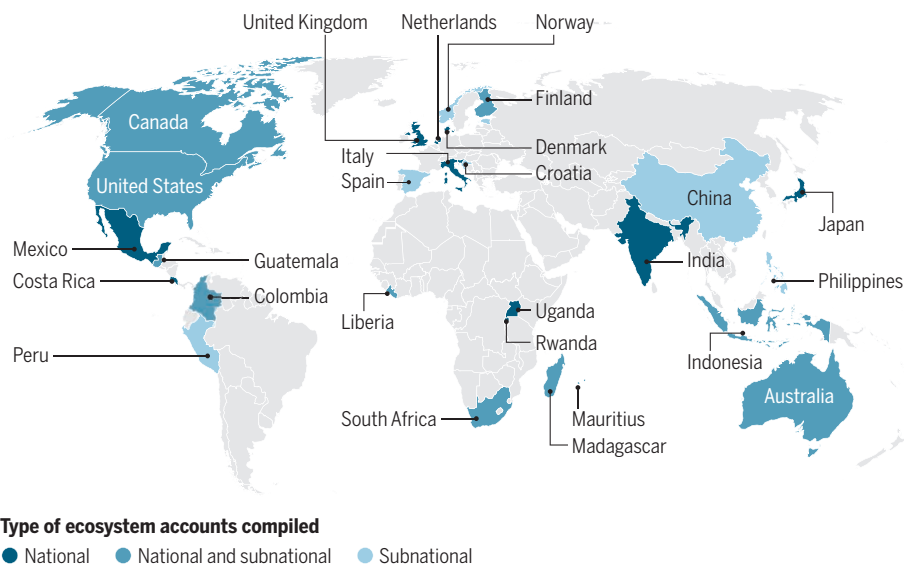 United Kingdom
Netherlands
Norway
Canada
Finland
United States
Italy
Denmark
Spain
Croatia
China
Japan
Mexico
Guatemala
India
Costa Rica
Colombia
Philippines
Liberia
Uganda
Rwanda
Peru
Indonesia
Australia
South Africa
Mauritius
Madagascar
Type of ecosystem accounts compiled
National
National and subnational
Subnational